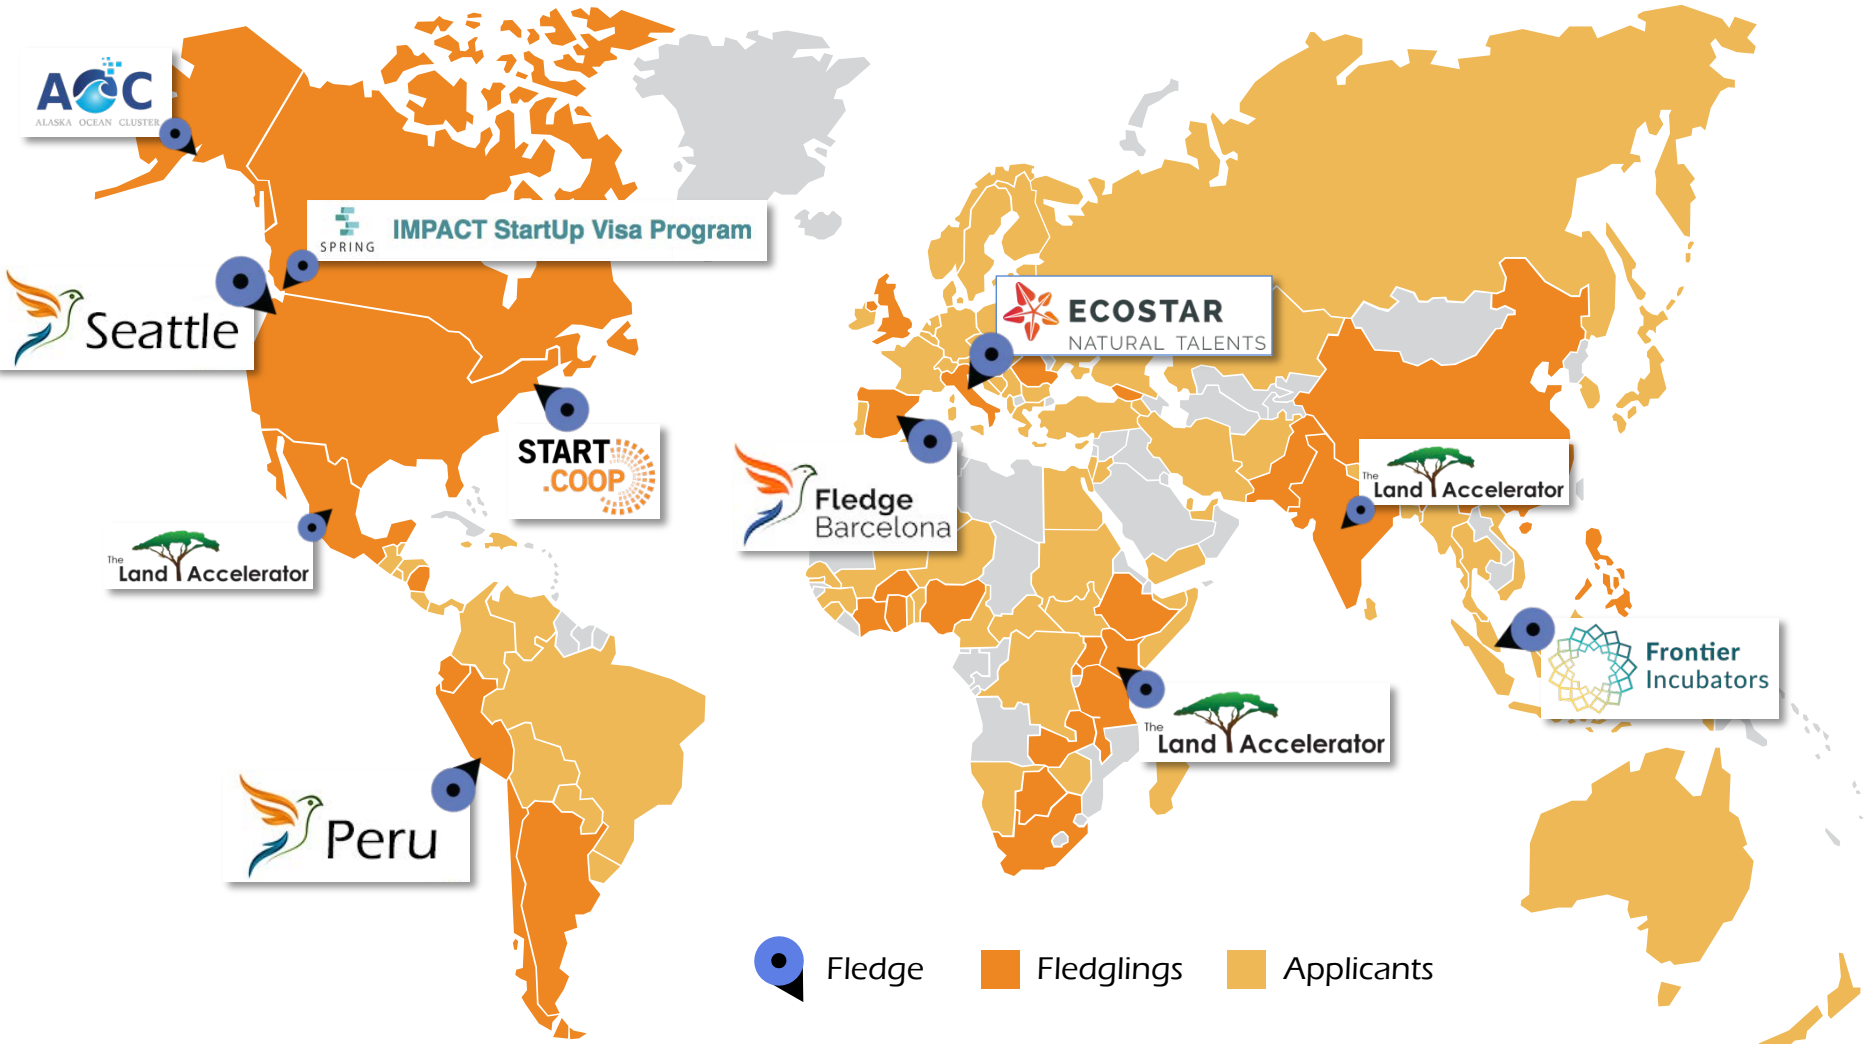 AOC
ALASKA OCEAN CLUSTER
SPRING
IMPACT StartUp Visa Program
Seattle
ECOSTAR
NATURAL TALENTS
START
.COOP
Fledge
Barcelona
The
Land Accelerator
The
Land Accelerator
Frontier
Incubators
The
Land Accelerator
Peru
Fledge
Fledglings
Applicants